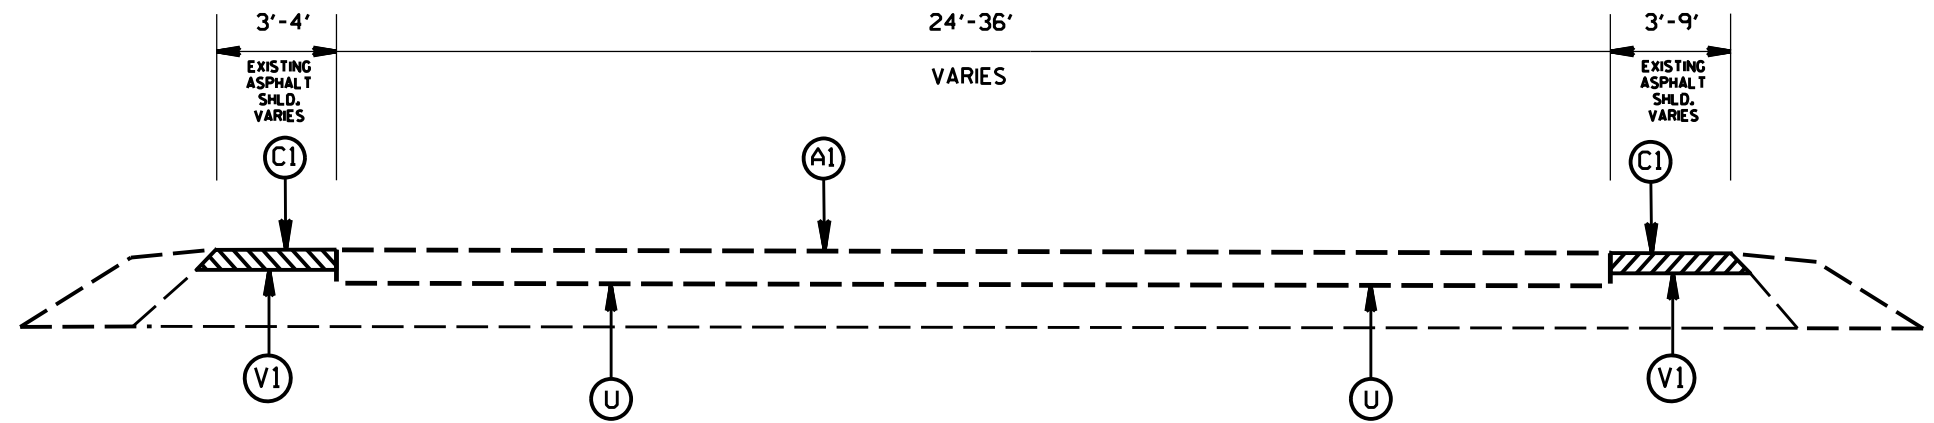 3'-4' 24'-36' 3'-9'
EXISTING ASPHALT SHLD. VARIES
VARIES
EXISTING ASPHALT SHLD. VARIES
C1 A1 C1
V1 U U V1